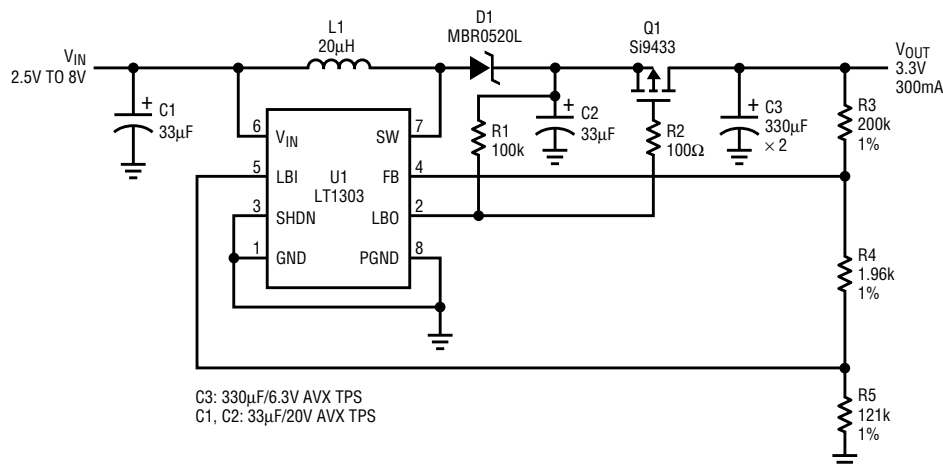 L1
20µH
D1
MBR0520L
Q1
Si9433
VIN
2.5V TO 8V
VOUT
3.3V
300mA
+
C1
33µF
6
VIN
SW
7
R1
100k
+
C2
33µF
R2
100Ω
+
C3
330µF
× 2
R3
200k
1%
5
LBI
U1
LT1303
FB
4
3
SHDN
LBO
2
1
GND
PGND
8
R4
1.96k
1%
C3: 330µF/6.3V AVX TPS
C1, C2: 33µF/20V AVX TPS
R5
121k
1%